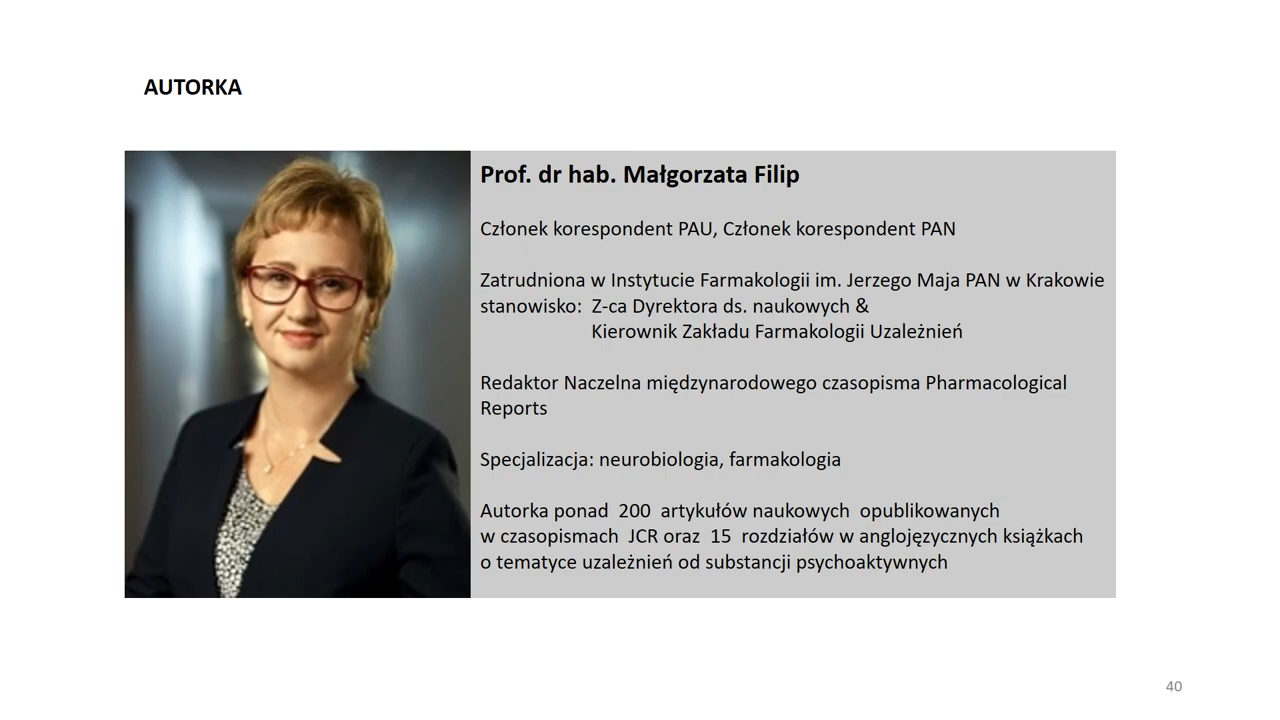 AUTORKA
Prof. dr hab. Małgorzata Filip
Członek korespondent PAU, Członek korespondent PAN
Zatrudniona w Instytucie Farmakologii im. Jerzego Maja PAN w Krakowie
stanowisko: Z-ca Dyrektora ds. naukowych &
Kierownik Zakładu Farmakologii Uzależnień
Redaktor Naczelna międzynarodowego czasopisma Pharmacological
Reports
Specjalizacja: neurobiologia, farmakologia
Autorka ponad 200 artykułów naukowych opublikowanych
w czasopismach JCR oraz 15 rozdziałów w anglojęzycznych książkach
o tematyce uzależnień od substancji psychoaktywnych
40